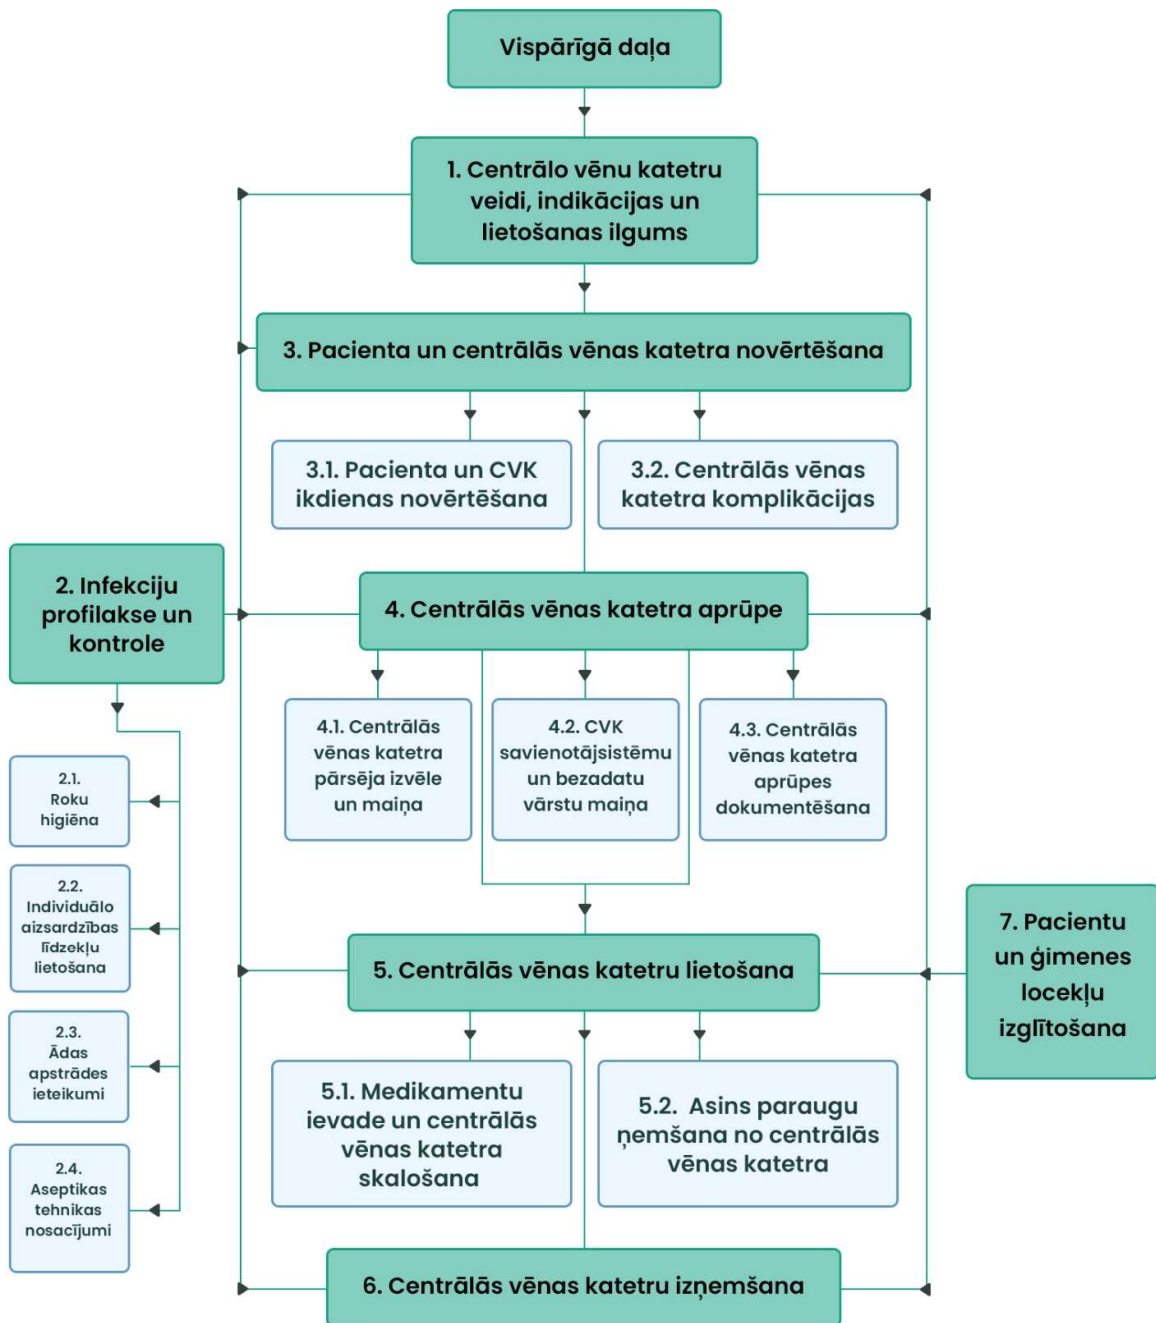 Vispārīgā daļa
1. Centrālo vēnu katetru
veidi, indikācijas un
lietošanas ilgums
3. Pacienta un centrālās vēnas katetra novērtēšana
3.1. Pacienta un CVK
ikdienas novērtēšana
3.2. Centrālās vēnas
katetra komplikācijas
2. Infekciju
profilakse un
kontrole
4. Centrālās vēnas katetra aprūpe
4.1. Centrālās
vēnas katetra
pārsēja izvēle
un maiņa
4.2. CVK
savienotājsistēmu
un bezadatu
vārstu maiņa
4.3. Centrālās
vēnas katetra
aprūpes
dokumentēšana
2.1.
Roku
higiēna
2.2.
Individuālo
aizsardzības
līdzekļu
lietošana
2.3.
Ādas
apstrādes
ieteikumi
2.4.
Aseptikas
tehnikas
nosacījumi
5. Centrālās vēnas katetru lietošana
7. Pacientu
un ģimenes
locekļu
izglītošana
5.1. Medikamentu
ievade un centrālās
vēnas katetra
skalošana
5.2. Asins paraugu
ņemšana no centrālās
vēnas katetra
6. Centrālās vēnas katetru izņemšana